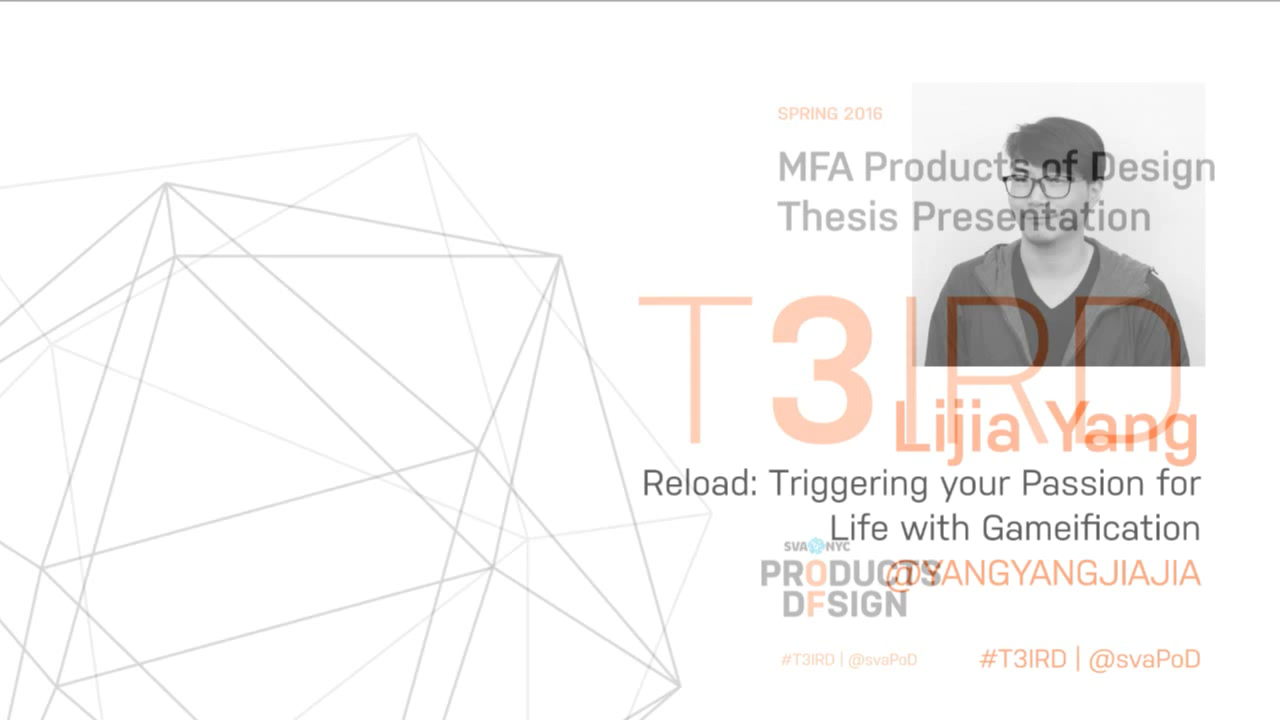 SPRING 2016
MFA Products of Design
Thesis Presentation
T3IRD
Lijia Yang
Reload: Triggering your Passion for
Life with Gameification
SVA NYC
PRODUCTS
OF DESIGN
@YANGYANGJIAJIA
#T3IRD | @svaPoD
#T3IRD | @svaPoD